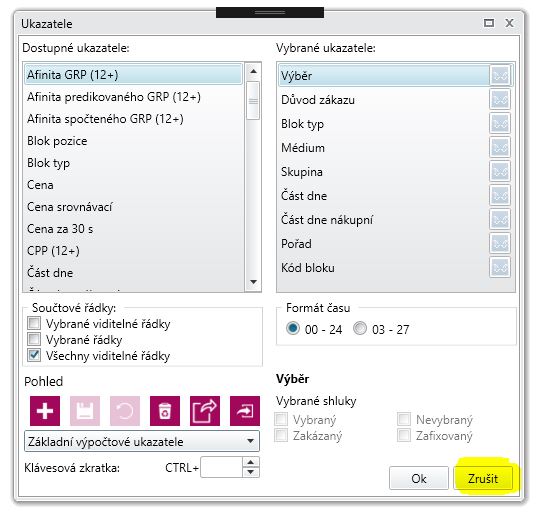 Ukazatele
Dostupné ukazatele:
Afinita GRP (12+)
Afinita predikovaného GRP (12+)
Afinita spočteného GRP (12+)
Blok pozice
Blok typ
Cena
Cena srovnávací
Cena za 30 s
CPP (12+)
Část dne
Vybrané ukazatele:
Výběr
Důvod zákazu
Blok typ
Médium
Skupina
Část dne
Část dne nákupní
Pořad
Kód bloku
Součtové řádky:
Vybrané viditelné řádky
Vybrané řádky
Všechny viditelné řádky
Formát času
00 - 24 03 - 27
Pohled
Základní výpočtové ukazatele
Klávesová zkratka: CTRL+
Výběr
Vybrané shluky
Vybraný Nevybraný
Zakázaný Zafixovaný
Ok Zrušit